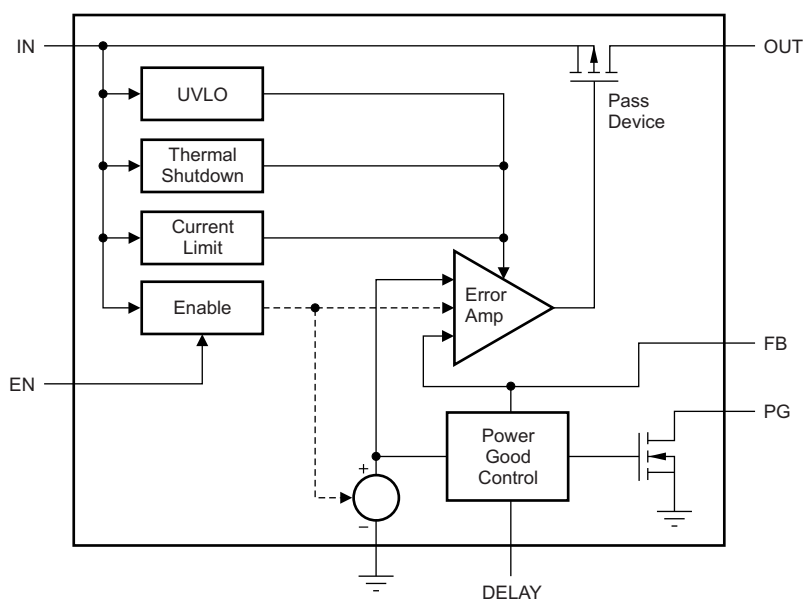 IN
OUT
UVLO
Pass
Device
Thermal
Shutdown
Current
Limit
Enable
Error
Amp
FB
EN
PG
Power
Good
Control
+
−
DELAY